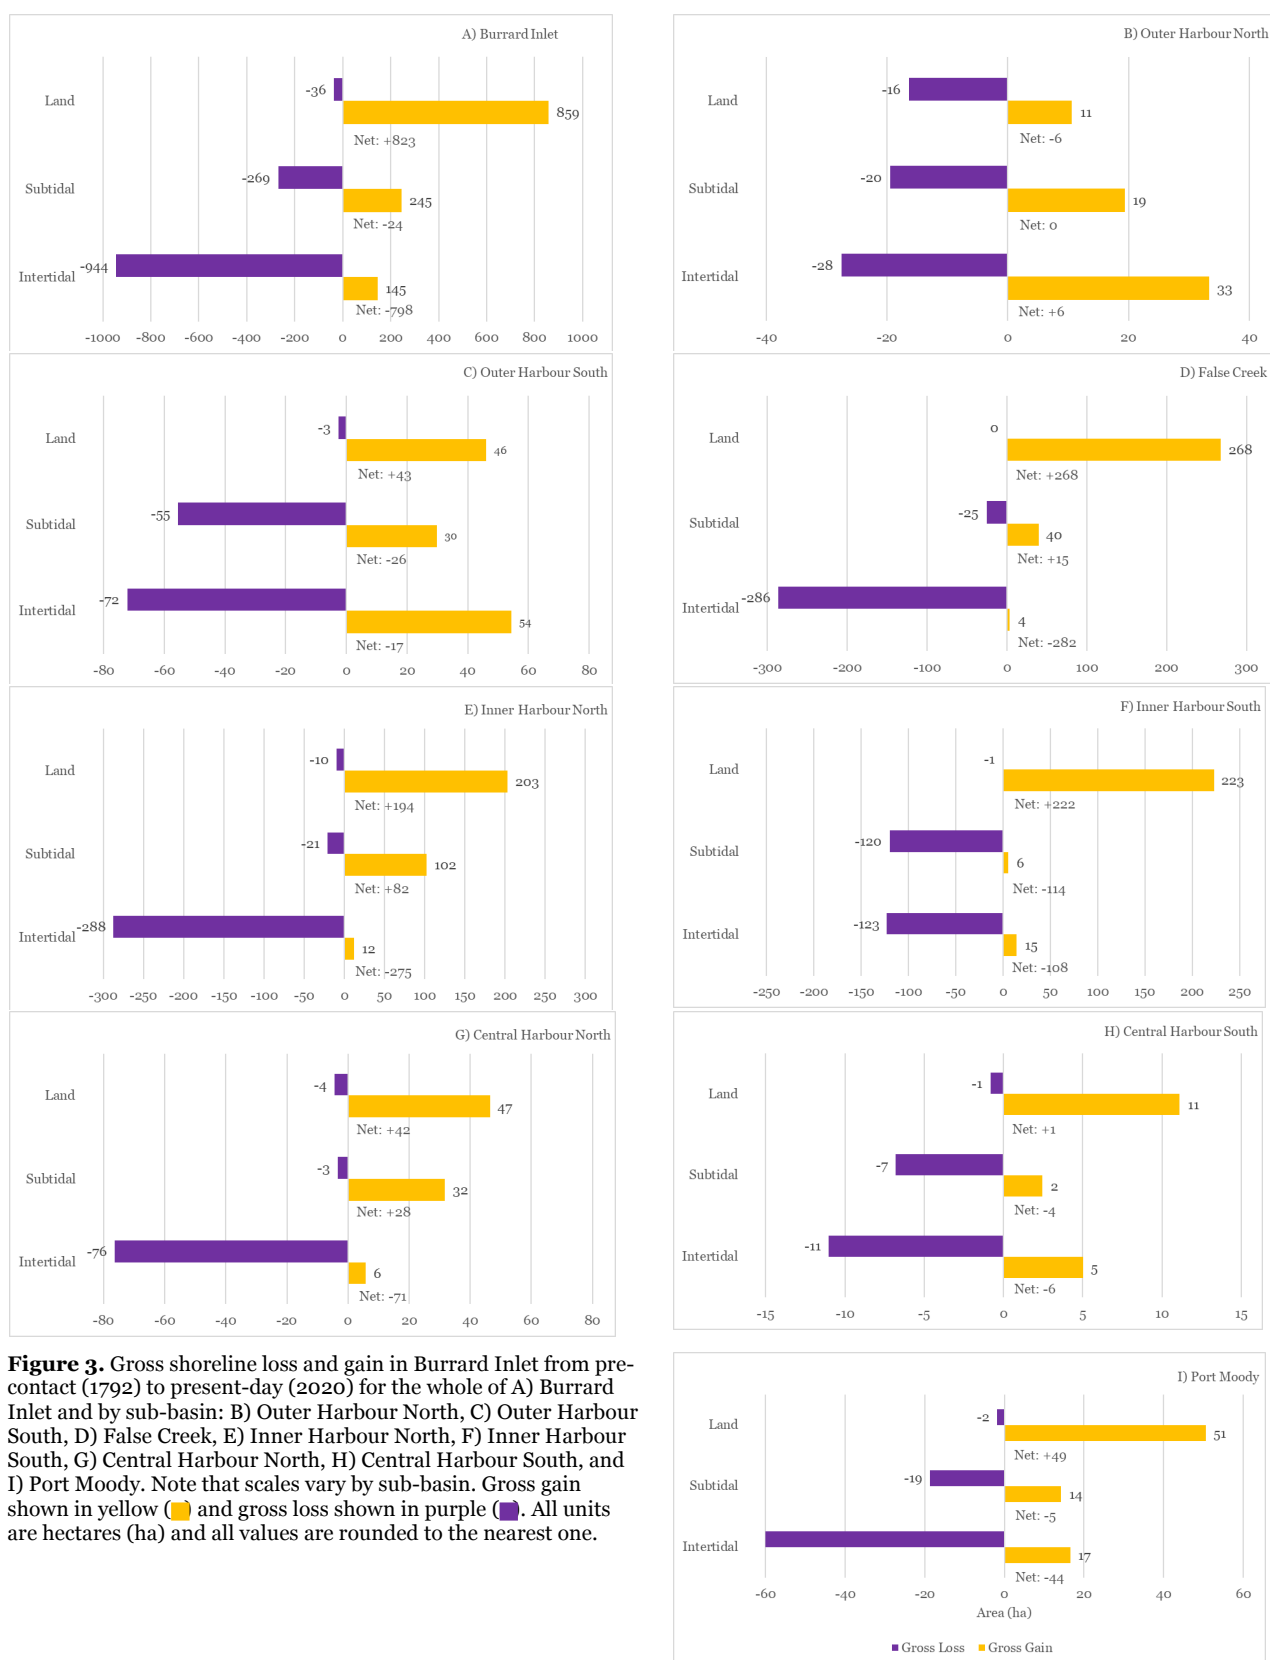 A) Burrard Inlet
Land
-36
859
Net: +823
Subtidal
-269
245
Net: -24
Intertidal
-944
145
Net: -798
-1000 -800 -600 -400 -200 0 200 400 600 800 1000
B) Outer Harbour North
Land
-16
11
Net: -6
Subtidal
-20
19
Net: 0
Intertidal
-28
33
Net: +6
-40 -20 0 20 40
C) Outer Harbour South
Land
-3
46
Net: +43
Subtidal
-55
30
Net: -26
Intertidal
-72
54
Net: -17
-80 -60 -40 -20 0 20 40 60 80
D) False Creek
Land
0
268
Net: +268
Subtidal
-25
40
Net: +15
Intertidal
-286
4
Net: -282
-300 -200 -100 0 100 200 300
E) Inner Harbour North
Land
-10
203
Net: +194
Subtidal
-21
102
Net: +82
Intertidal
-288
12
Net: -275
-300 -250 -200 -150 -100 -50 0 50 100 150 200 250 300
F) Inner Harbour South
Land
-1
223
Net: +222
Subtidal
-120
6
Net: -114
Intertidal
-123
15
Net: -108
-250 -200 -150 -100 -50 0 50 100 150 200 250
G) Central Harbour North
Land
-4
47
Net: +42
Subtidal
-3
32
Net: +28
Intertidal
-76
6
Net: -71
-80 -60 -40 -20 0 20 40 60 80
H) Central Harbour South
Land
-1
11
Net: +1
Subtidal
-7
2
Net: -4
Intertidal
-11
5
Net: -6
-15 -10 -5 0 5 10 15
Figure 3. Gross shoreline loss and gain in Burrard Inlet from pre-
contact (1792) to present-day (2020) for the whole of A) Burrard
Inlet and by sub-basin: B) Outer Harbour North, C) Outer Harbour
South, D) False Creek, E) Inner Harbour North, F) Inner Harbour
South, G) Central Harbour North, H) Central Harbour South, and
I) Port Moody. Note that scales vary by sub-basin. Gross gain
shown in yellow ( ) and gross loss shown in purple ( ). All units
are hectares (ha) and all values are rounded to the nearest one.
I) Port Moody
Land
-2
51
Net: +49
Subtidal
-19
14
Net: -5
Intertidal
17
Net: -44
-60 -40 -20 0 20 40 60
Area (ha)
Gross Loss Gross Gain